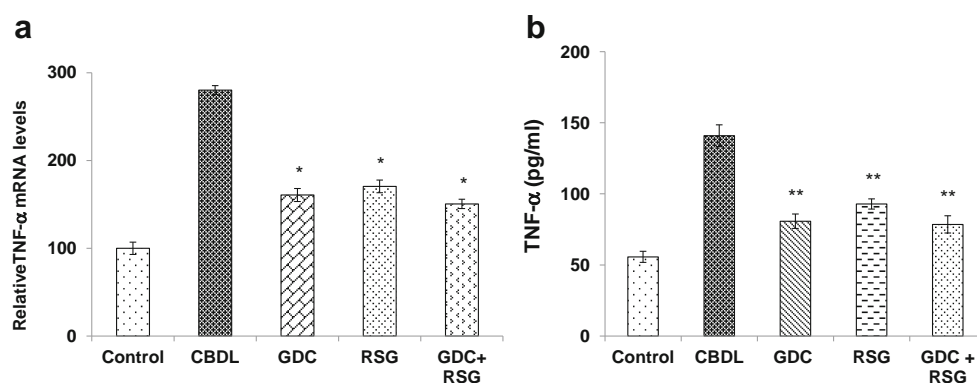 a
RelativeTNF-α mRNA levels
300
200
100
0
*
*
*
Control CBDL GDC RSG GDC+
RSG
b
TNF-α (pg/ml)
200
150
100
50
0
**
**
**
Control CBDL GDC RSG GDC +
RSG